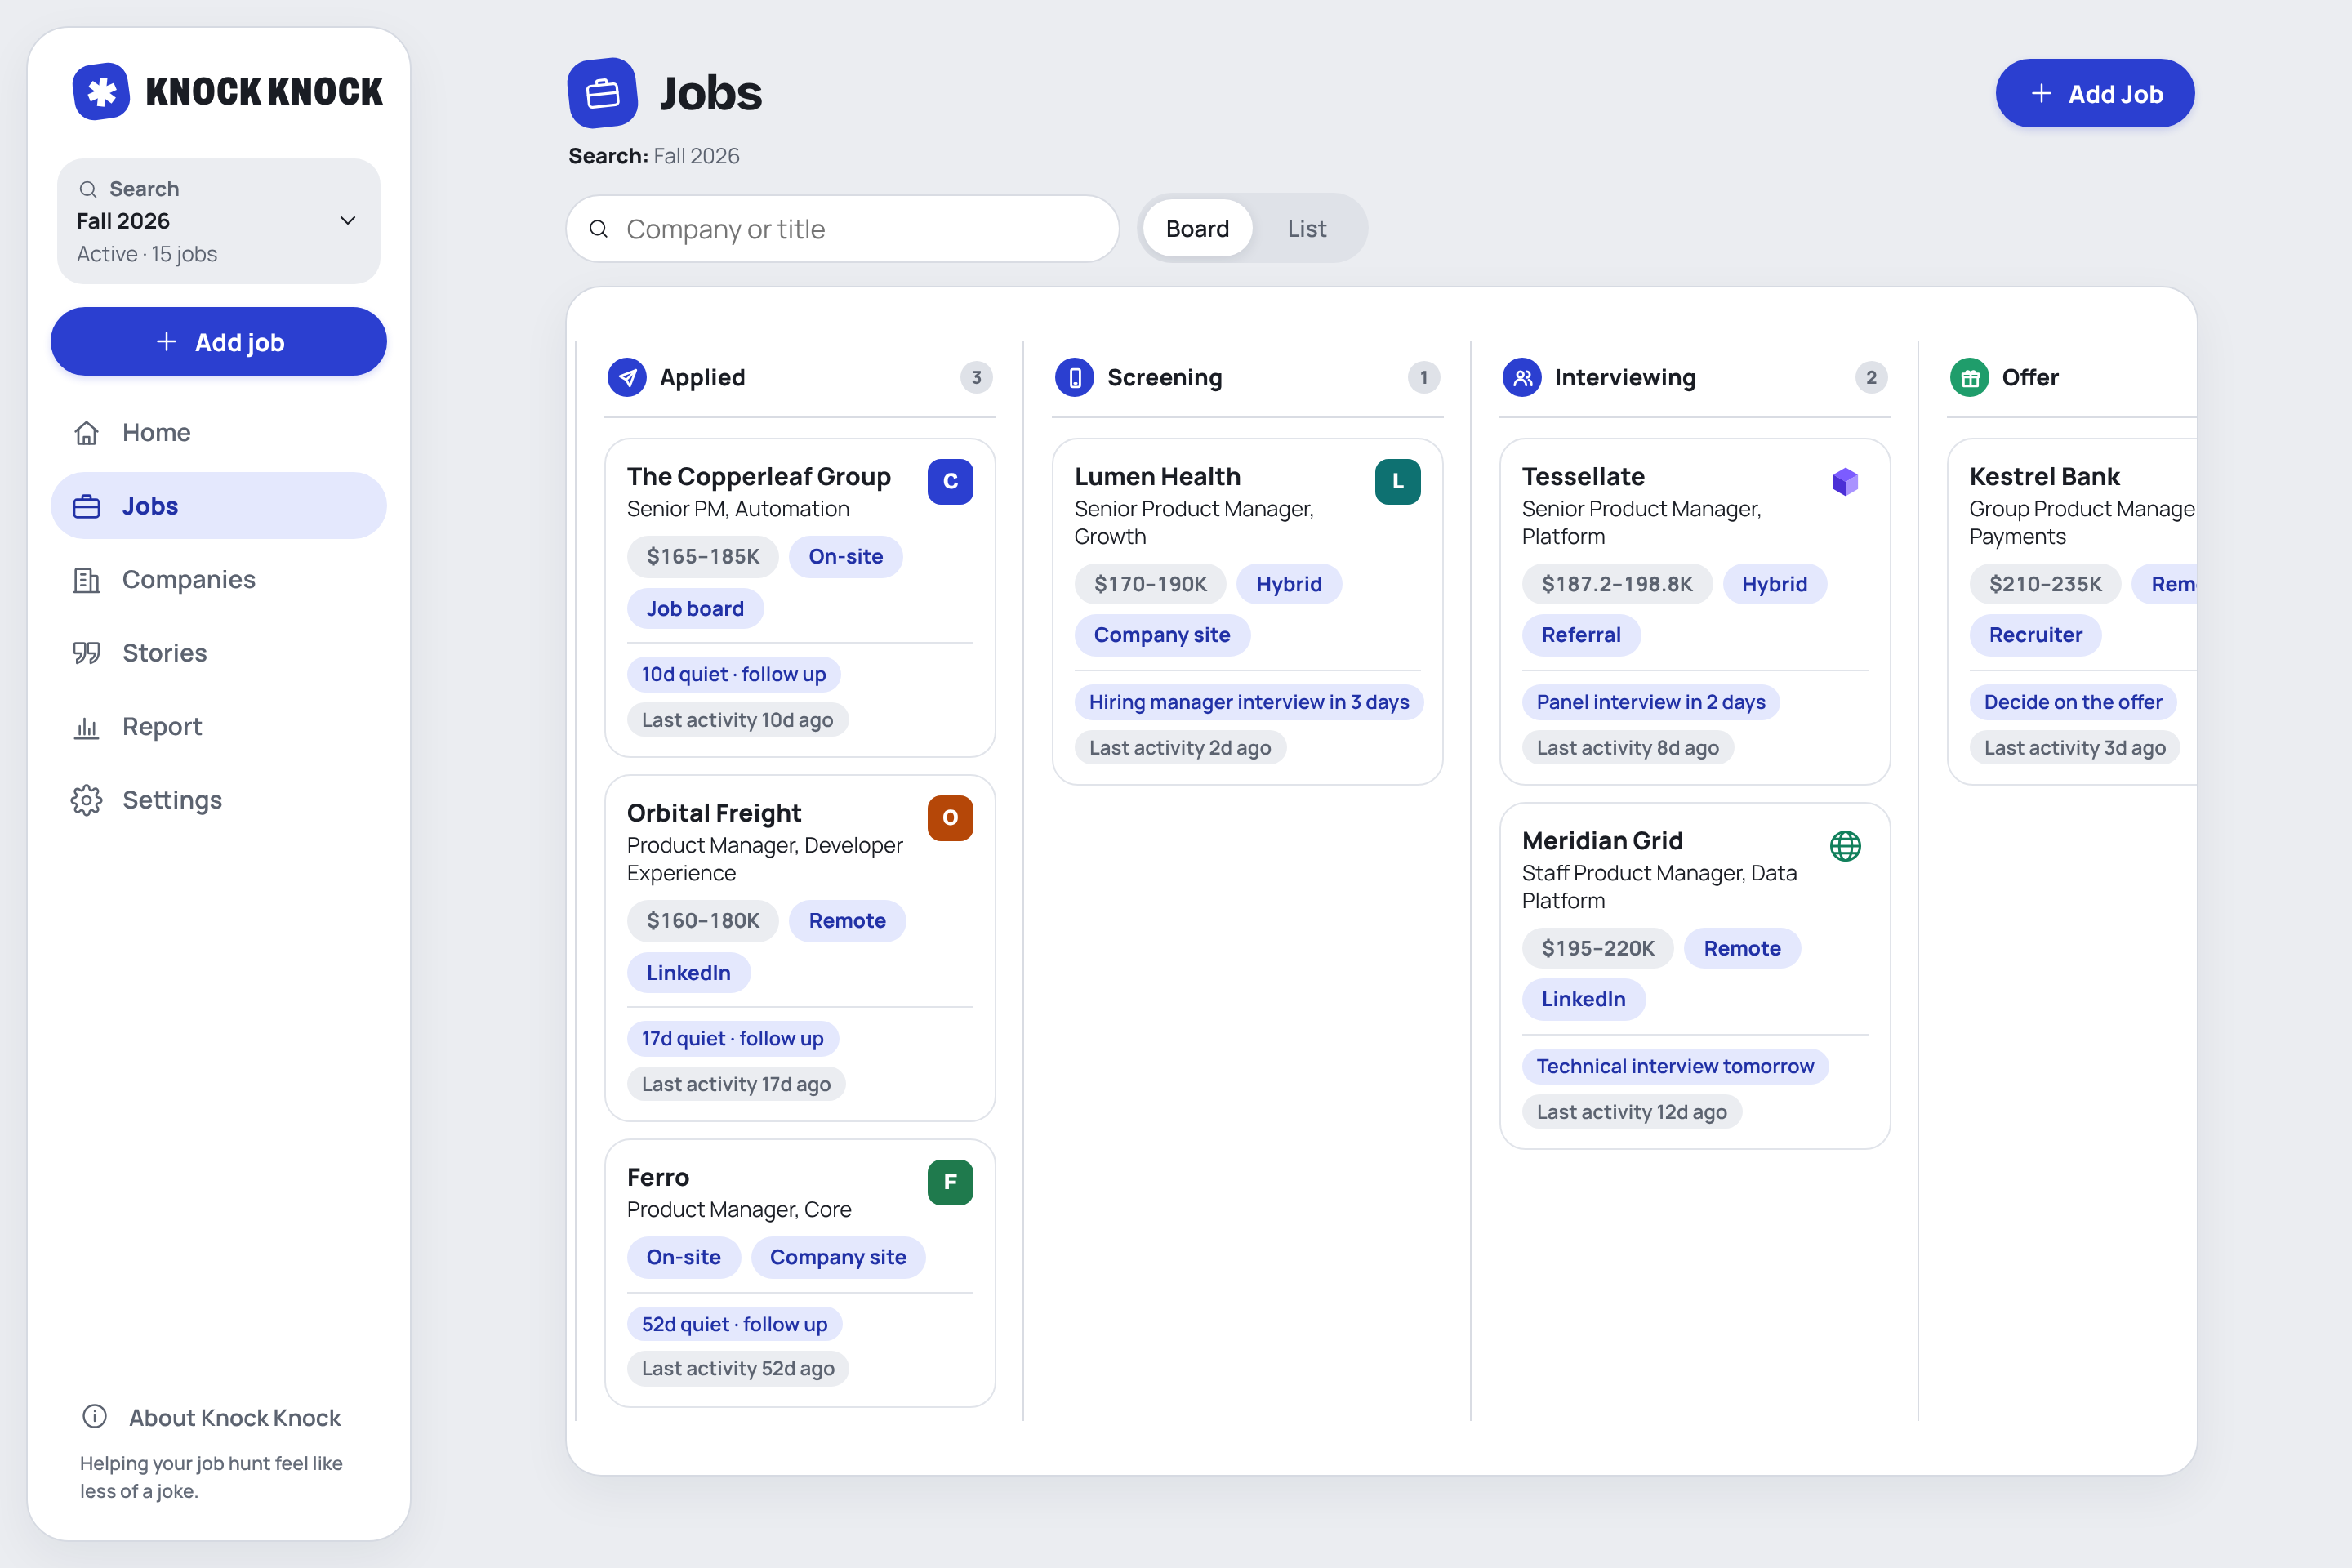 KNOCK KNOCK
Search
Fall 2026
Active · 15 jobs
Add job
Home
Jobs
Companies
Stories
Report
Settings
About Knock Knock
Helping your job hunt feel like
less of a joke.
Jobs
Add Job
Search: Fall 2026
Company or title
Board
List
Applied
3
The Copperleaf Group
C
Senior PM, Automation
$165–185K
On-site
Job board
10d quiet · follow up
Last activity 10d ago
Orbital Freight
O
Product Manager, Developer
Experience
$160–180K
Remote
LinkedIn
17d quiet · follow up
Last activity 17d ago
Ferro
F
Product Manager, Core
On-site
Company site
52d quiet · follow up
Last activity 52d ago
Screening
1
Lumen Health
L
Senior Product Manager,
Growth
$170–190K
Hybrid
Company site
Hiring manager interview in 3 days
Last activity 2d ago
Interviewing
2
Tessellate
Senior Product Manager,
Platform
$187.2–198.8K
Hybrid
Referral
Panel interview in 2 days
Last activity 8d ago
Meridian Grid
Staff Product Manager, Data
Platform
$195–220K
Remote
LinkedIn
Technical interview tomorrow
Last activity 12d ago
Offer
Kestrel Bank
Group Product Manage
Payments
$210–235K
Rem
Recruiter
Decide on the offer
Last activity 3d ago